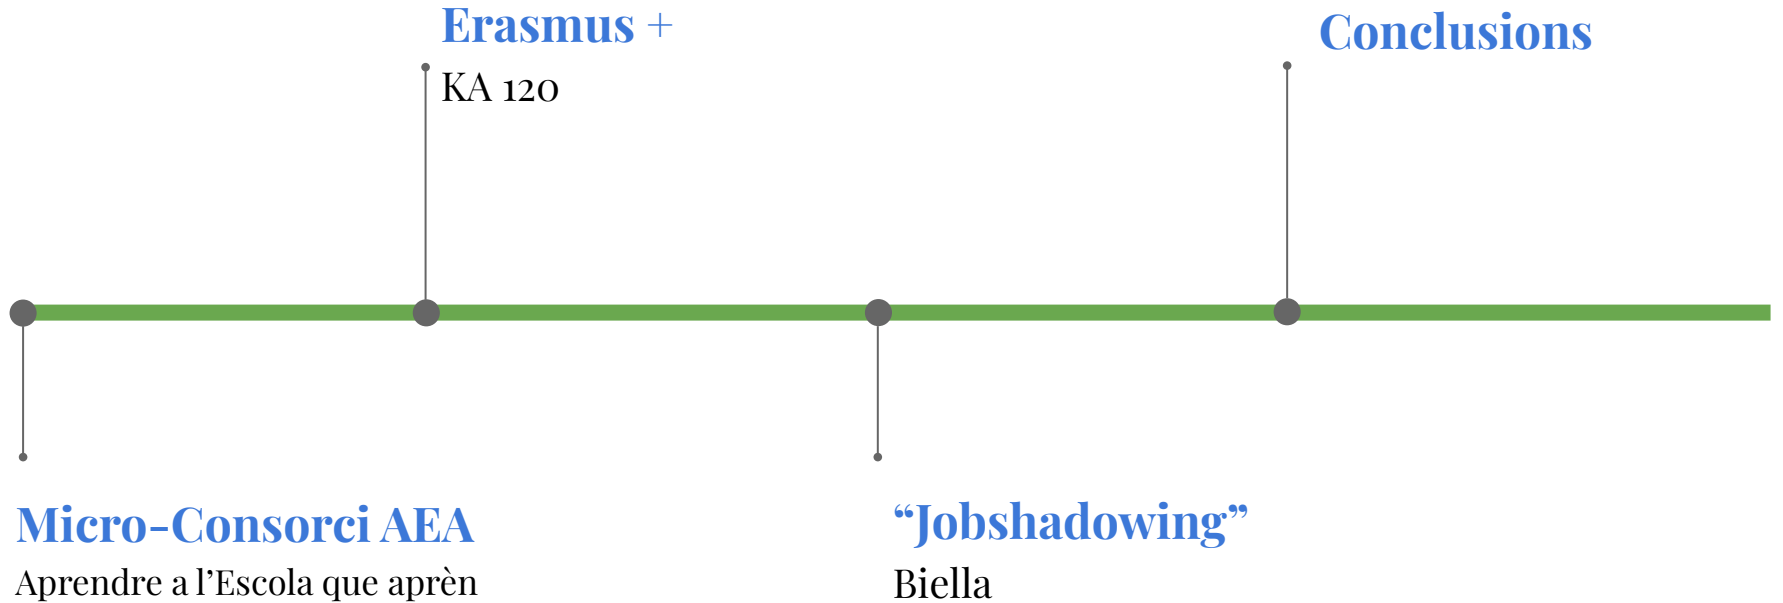 Erasmus +
KA 120
Conclusions
Micro-Consorci AEA
Aprendre a l’Escola que aprèn
“Jobshadowing”
Biella